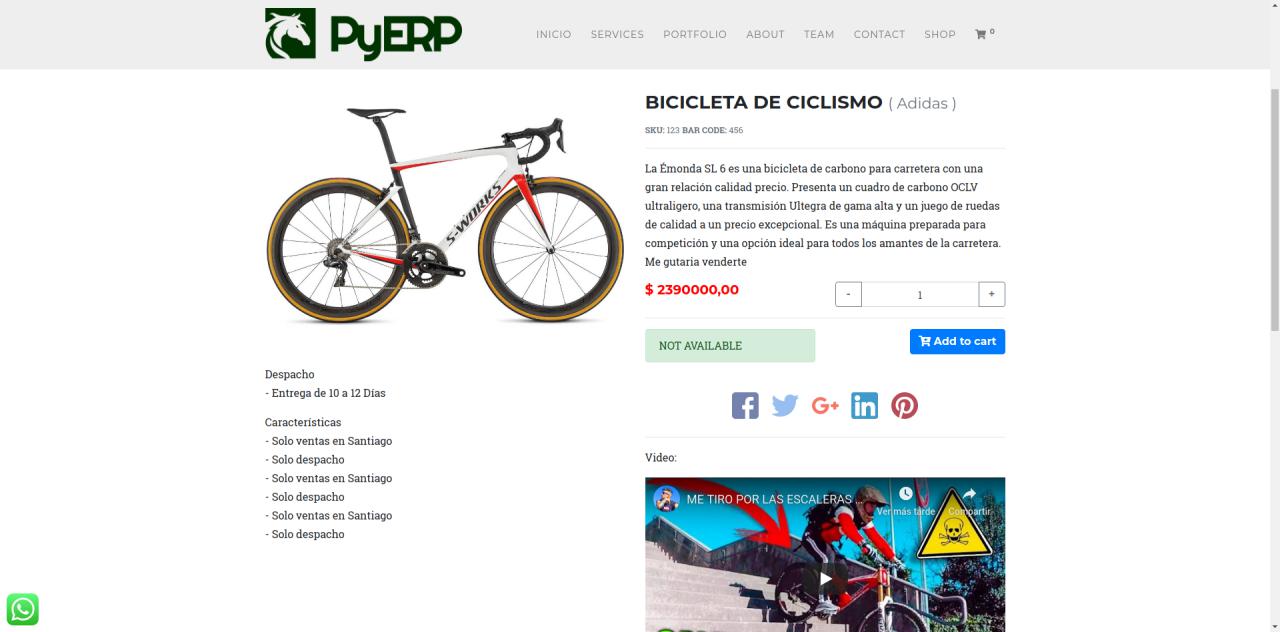 PyERP
INICIO
SERVICES
PORTFOLIO
ABOUT
TEAM
CONTACT
SHOP
0
S-WORKS
BICICLETA DE CICLISMO ( Adidas )
SKU: 123 BAR CODE: 456
La Émonda SL 6 es una bicicleta de carbono para carretera con una
gran relación calidad precio. Presenta un cuadro de carbono OCLV
ultraligero, una transmisión Ultegra de gama alta y un juego de ruedas
de calidad a un precio excepcional. Es una máquina preparada para
competición y una opción ideal para todos los amantes de la carretera.
Me gutaria venderte
$ 2390000,00
-
1
+
NOT AVAILABLE
Add to cart
Despacho
- Entrega de 10 a 12 Días
Características
- Solo ventas en Santiago
- Solo despacho
- Solo ventas en Santiago
- Solo despacho
- Solo ventas en Santiago
- Solo despacho
Video:
ME TIRO POR LAS ESCALERAS ...
Ver más tarde
Compartir